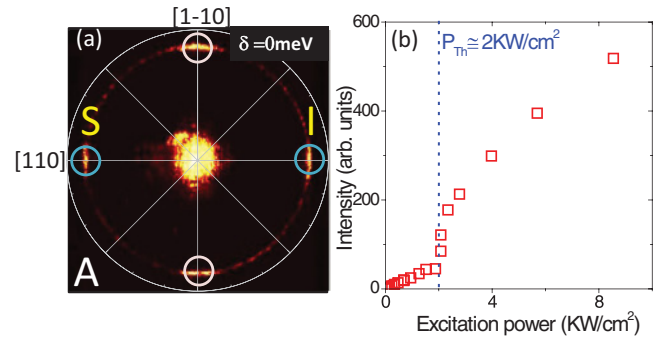 [1-10]
(a)
δ =0meV
S
I
[110]
A
(b)
P_Th≅2KW/cm²
600
400
200
0
Intensity (arb. units)
0
4
8
Excitation power (KW/cm²)